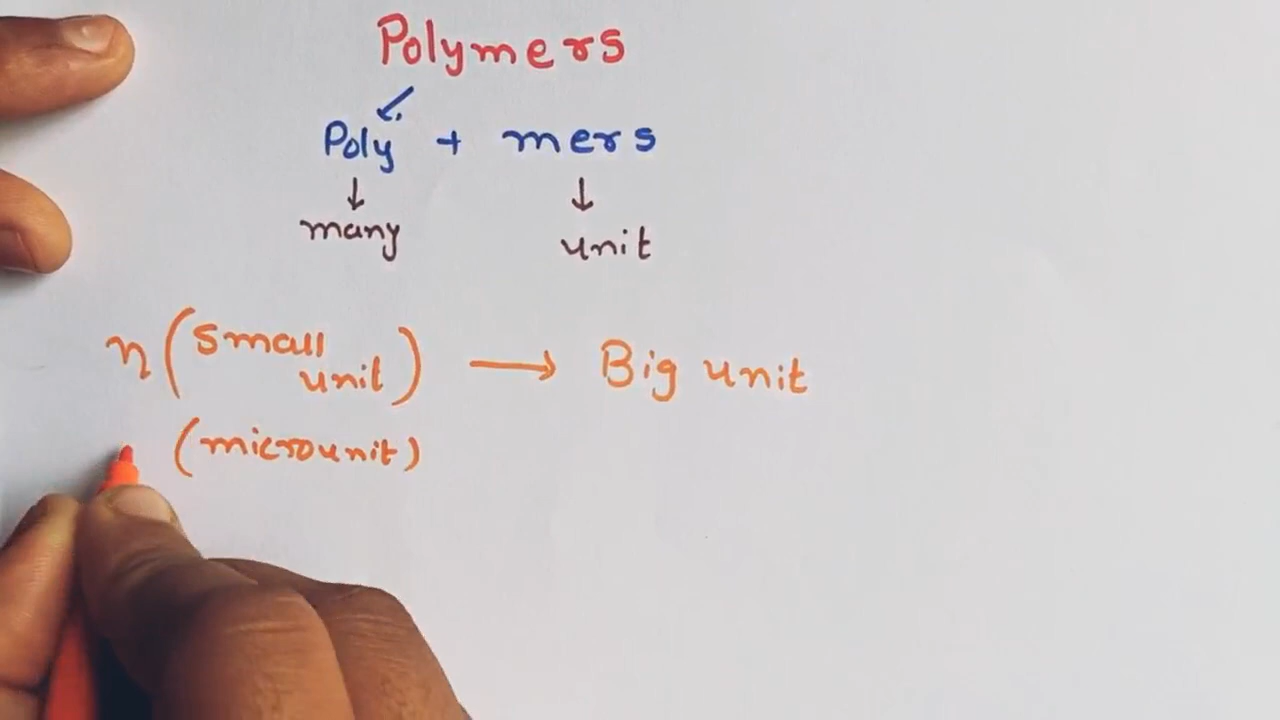 Polymers
Poly + mers
↓ ↓
many unit
n (small unit) → Big unit
(microunit)